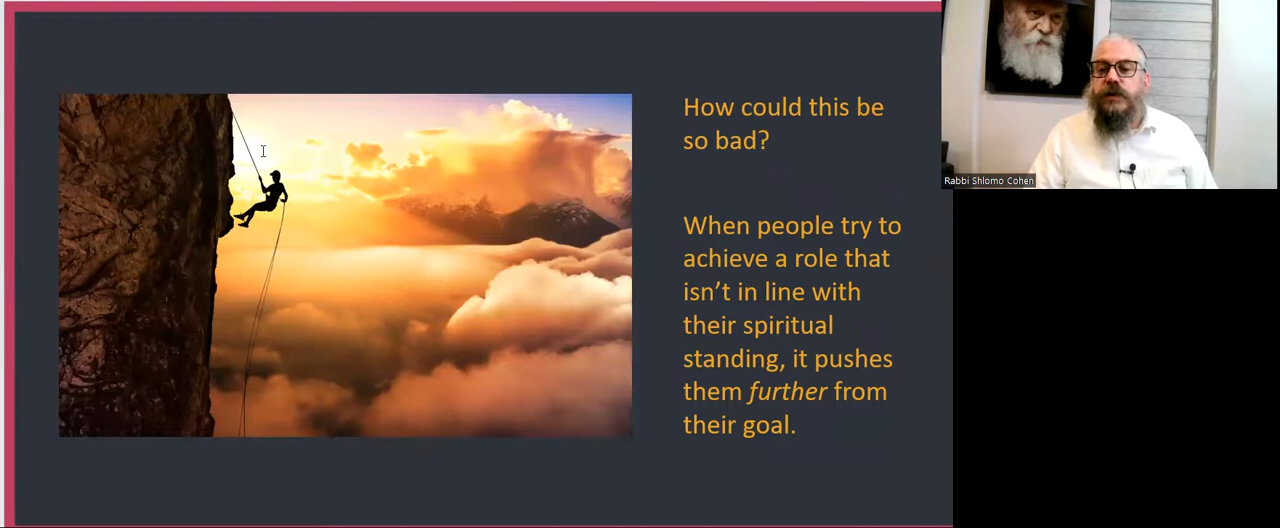 How could this be
so bad?
When people try to
achieve a role that
isn't in line with
their spiritual
standing, it pushes
them further from
their goal.
Rabbi Shlomo Cohen